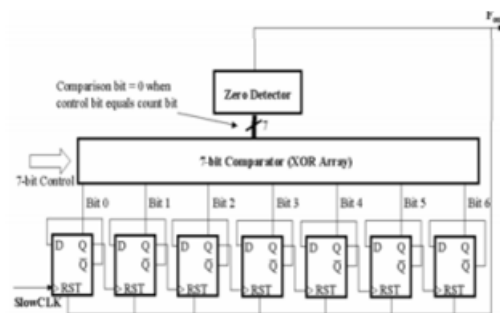 Comparison bit = 0 when
control bit equals count bit
Zero Detector
7
7-bit Comparator (XOR Array)
7-bit Control
Bit 0
Bit 1
Bit 2
Bit 3
Bit 4
Bit 5
Bit 6
D Q
D Q
D Q
D Q
D Q
D Q
D Q
Q̅
Q̅
Q̅
Q̅
Q̅
Q̅
Q̅
RST
RST
RST
RST
RST
RST
RST
SlowCLK